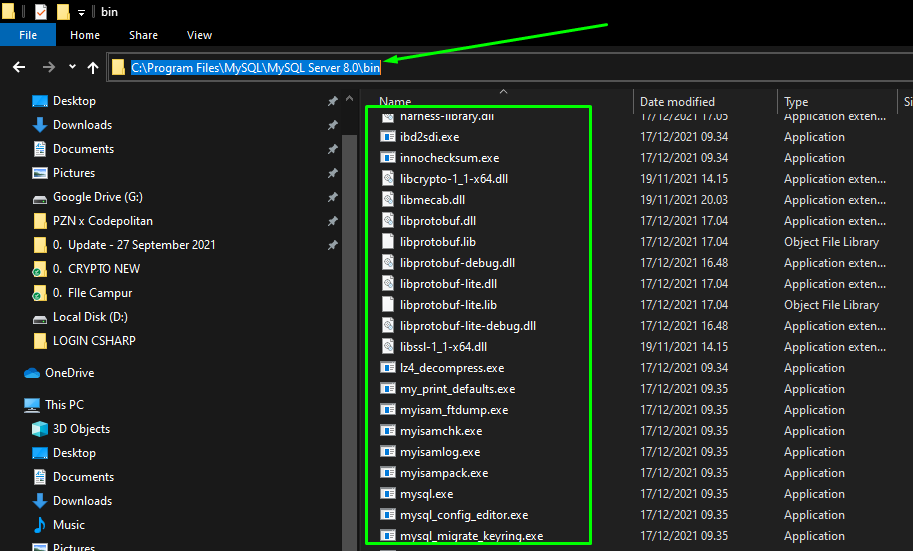 bin
File Home Share View
C:\Program Files\MySQL\MySQL Server 8.0\bin
Desktop
Downloads
Documents
Pictures
Google Drive (G:)
PZN x Codepolitan
0. Update - 27 September 2021
0. CRYPTO NEW
0. FIle Campur
Local Disk (D:)
LOGIN CSHARP
OneDrive
This PC
3D Objects
Desktop
Documents
Downloads
Music
Pictures
Name Date modified Type Si
harness-library.dll 17/12/2021 17.05 Application exten...
ibd2sdi.exe 17/12/2021 09.34 Application
innochecksum.exe 17/12/2021 09.34 Application
libcrypto-1_1-x64.dll 19/11/2021 14.15 Application exten...
libmecab.dll 19/11/2021 20.03 Application exten...
libprotobuf.dll 17/12/2021 17.04 Application exten...
libprotobuf.lib 17/12/2021 17.04 Object File Library
libprotobuf-debug.dll 17/12/2021 16.48 Application exten...
libprotobuf-lite.dll 17/12/2021 17.04 Application exten...
libprotobuf-lite.lib 17/12/2021 17.04 Object File Library
libprotobuf-lite-debug.dll 17/12/2021 16.48 Application exten...
libssl-1_1-x64.dll 19/11/2021 14.15 Application exten...
lz4_decompress.exe 17/12/2021 09.34 Application
my_print_defaults.exe 17/12/2021 09.35 Application
myisam_ftdump.exe 17/12/2021 09.35 Application
myisamchk.exe 17/12/2021 09.35 Application
myisamlog.exe 17/12/2021 09.35 Application
myisampack.exe 17/12/2021 09.35 Application
mysql.exe 17/12/2021 09.35 Application
mysql_config_editor.exe 17/12/2021 09.35 Application
mysql_migrate_keyring.exe 17/12/2021 09.35 Application